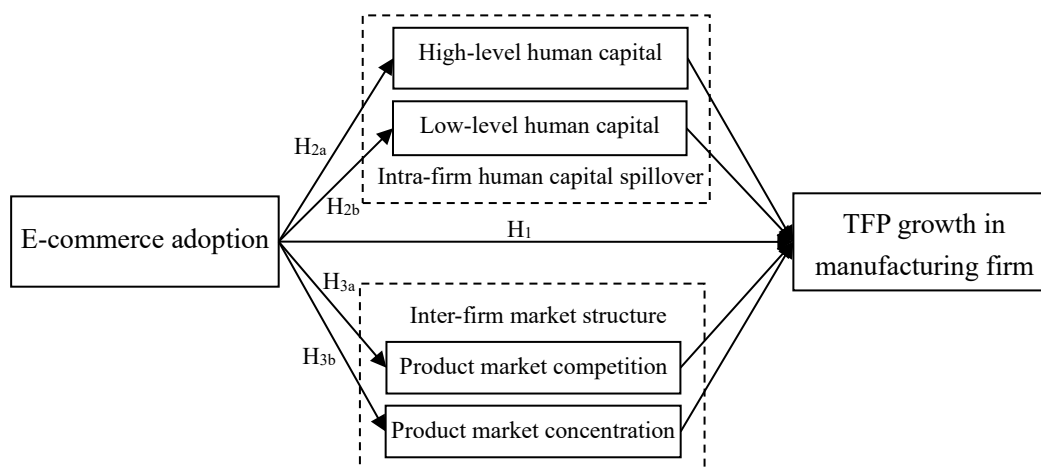 High-level human capital
Low-level human capital
H2a
Intra-firm human capital spillover
H2b
E-commerce adoption
H1
TFP growth in
manufacturing firm
H3a
Inter-firm market structure
H3b
Product market competition
Product market concentration